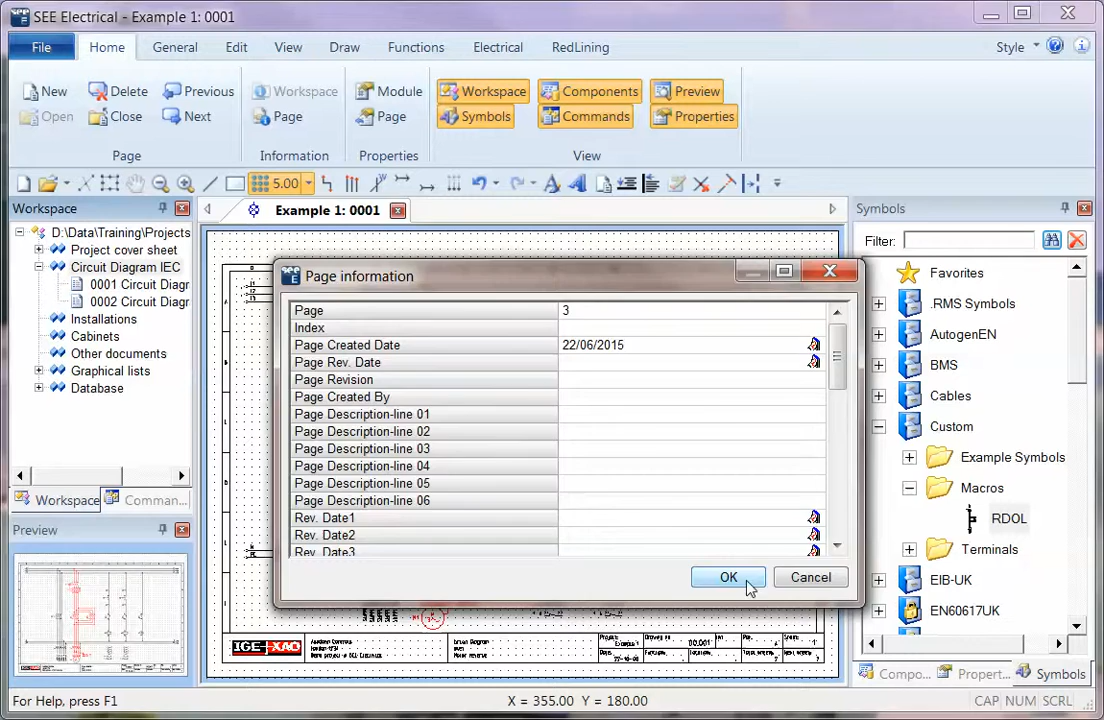 SEE Electrical - Example 1: 0001
File Home General Edit View Draw Functions Electrical RedLining Style
New Delete Previous Workspace Module Workspace Components Preview
Open Close Next Page Page Symbols Commands Properties
Page Information Properties View
5.00
Workspace
Example 1: 0001
Symbols
D:\Data\Training\Projects
Project cover sheet
Circuit Diagram IEC
0001 Circuit Diagr
0002 Circuit Diagr
Installations
Cabinets
Other documents
Graphical lists
Database
Workspace Comman...
Preview
Page information
Page 3
Index
Page Created Date 22/06/2015
Page Rev. Date
Page Revision
Page Created By
Page Description-line 01
Page Description-line 02
Page Description-line 03
Page Description-line 04
Page Description-line 05
Page Description-line 06
Rev. Date1
Rev. Date2
Rev. Date3
OK Cancel
IGE+XAO
Filter:
Favorites
.RMS Symbols
AutogenEN
BMS
Cables
Custom
Example Symbols
Macros
RDOL
Terminals
EIB-UK
EN60617UK
Compo... Propert... Symbols
For Help, press F1 X = 355.00 Y = 180.00 CAP NUM SCRL